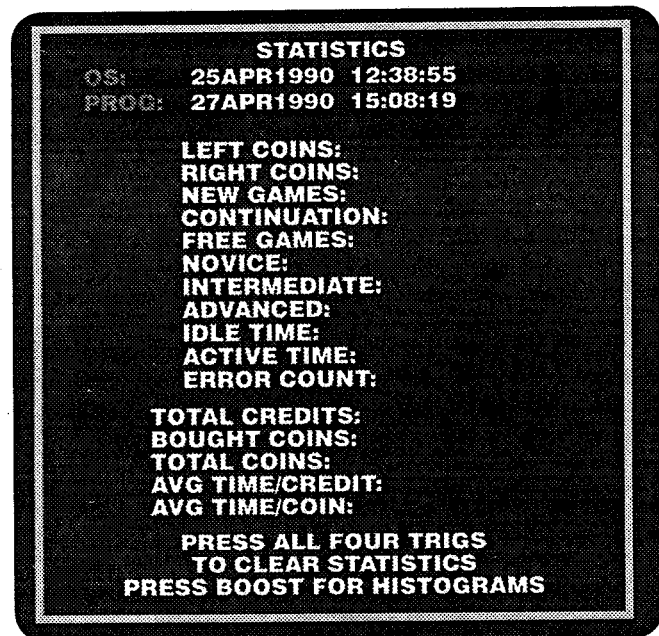 STATISTICS
OS: 25APR1990 12:38:55
PROG: 27APR1990 15:08:19
LEFT COINS:
RIGHT COINS:
NEW GAMES:
CONTINUATION:
FREE GAMES:
NOVICE:
INTERMEDIATE:
ADVANCED:
IDLE TIME:
ACTIVE TIME:
ERROR COUNT:
TOTAL CREDITS:
BOUGHT COINS:
TOTAL COINS:
AVG TIME/CREDIT:
AVG TIME/COIN:
PRESS ALL FOUR TRIGS
TO CLEAR STATISTICS
PRESS BOOST FOR HISTOGRAMS